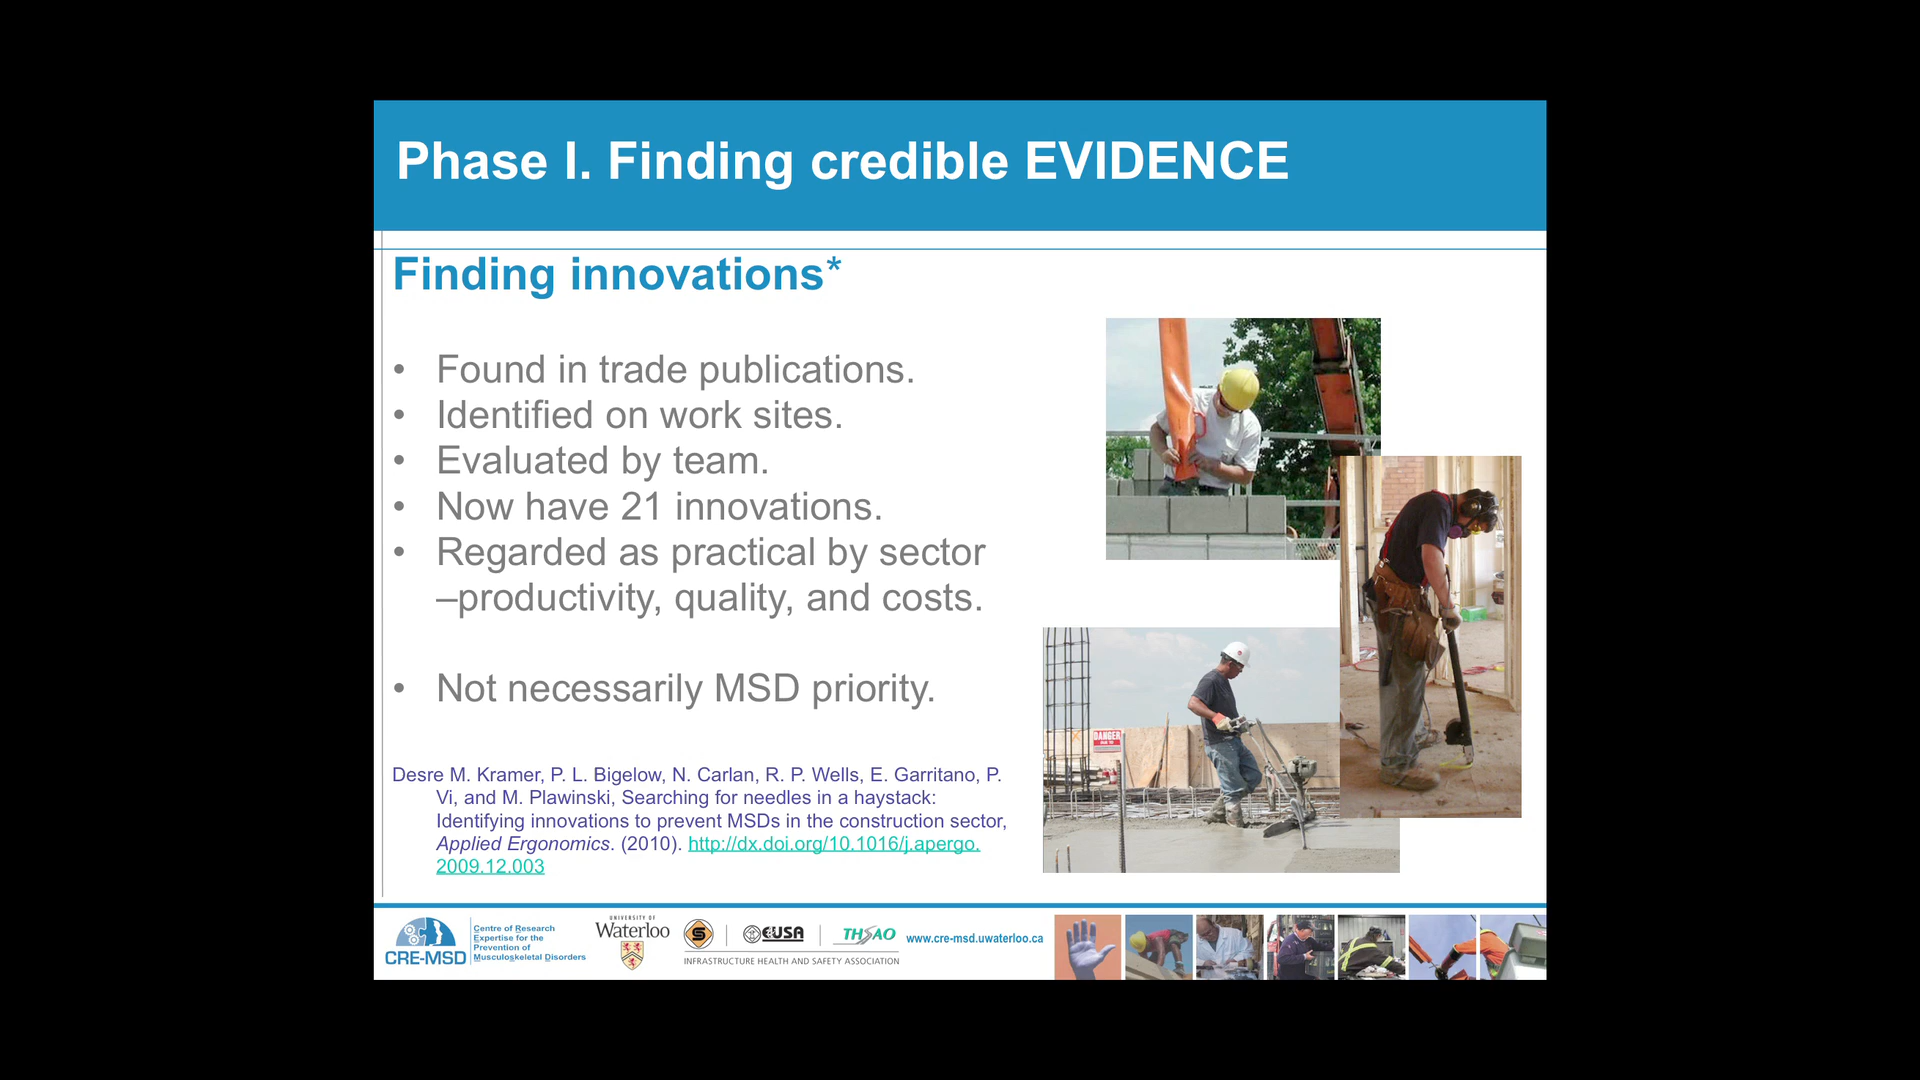 Phase I. Finding credible EVIDENCE
Finding innovations*
• Found in trade publications.
• Identified on work sites.
• Evaluated by team.
• Now have 21 innovations.
• Regarded as practical by sector
–productivity, quality, and costs.
• Not necessarily MSD priority.
Desre M. Kramer, P. L. Bigelow, N. Carlan, R. P. Wells, E. Garritano, P.
Vi, and M. Plawinski, Searching for needles in a haystack:
Identifying innovations to prevent MSDs in the construction sector,
Applied Ergonomics. (2010). http://dx.doi.org/10.1016/j.apergo.
2009.12.003
DANGER
CRE-MSD
Centre of Research
Expertise for the
Prevention of
Musculoskeletal Disorders
UNIVERSITY OF
Waterloo
S
EUSA
THSAO
INFRASTRUCTURE HEALTH AND SAFETY ASSOCIATION
www.cre-msd.uwaterloo.ca